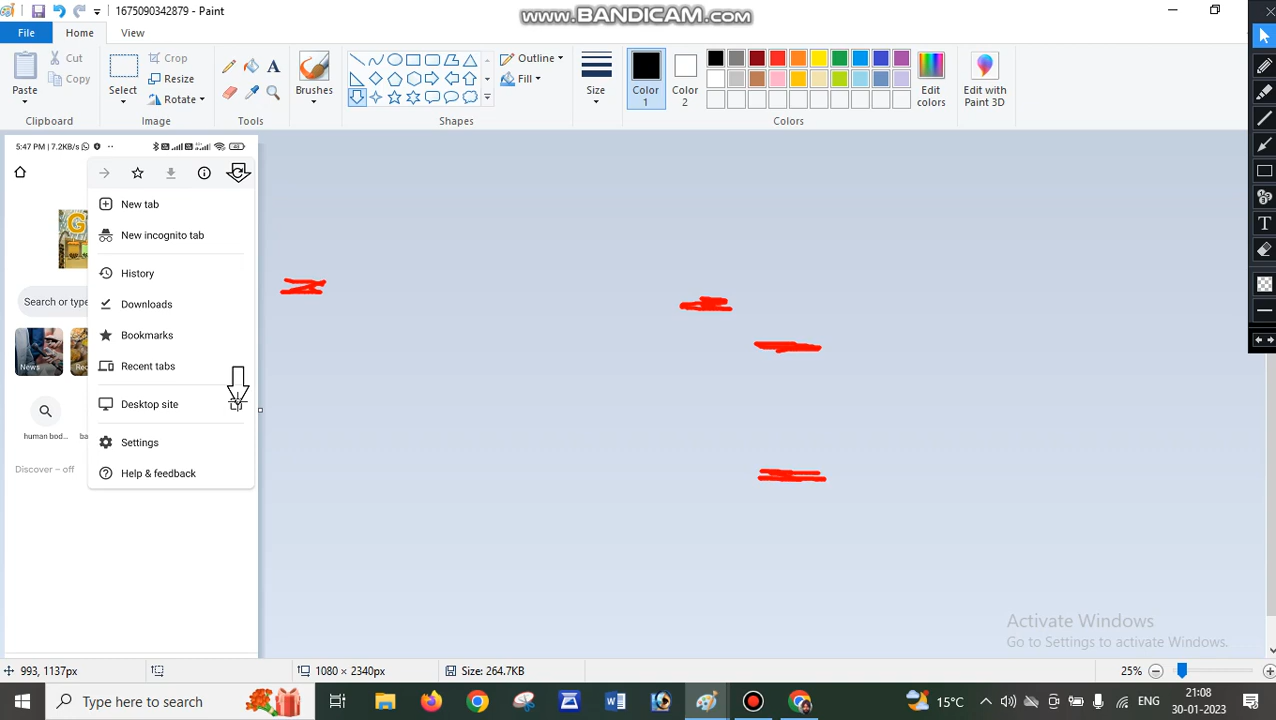 1675090342879 - Paint
WWW.BANDICAM.COM
File
Home
View
Paste
Cut
Copy
Clipboard
Select
Crop
Resize
Rotate
Image
Tools
Brushes
Outline
Fill
Shapes
Size
Color 1
Color 2
Edit colors
Colors
Edit with Paint 3D
5:47 PM | 7.2KB/s
New tab
New incognito tab
History
Downloads
Bookmarks
Recent tabs
Desktop site
Settings
Help & feedback
Search or type
News
human bod...
Discover – off
Activate Windows
Go to Settings to activate Windows.
993, 1137px
1080 × 2340px
Size: 264.7KB
25%
Type here to search
15°C
ENG
21:08
30-01-2023